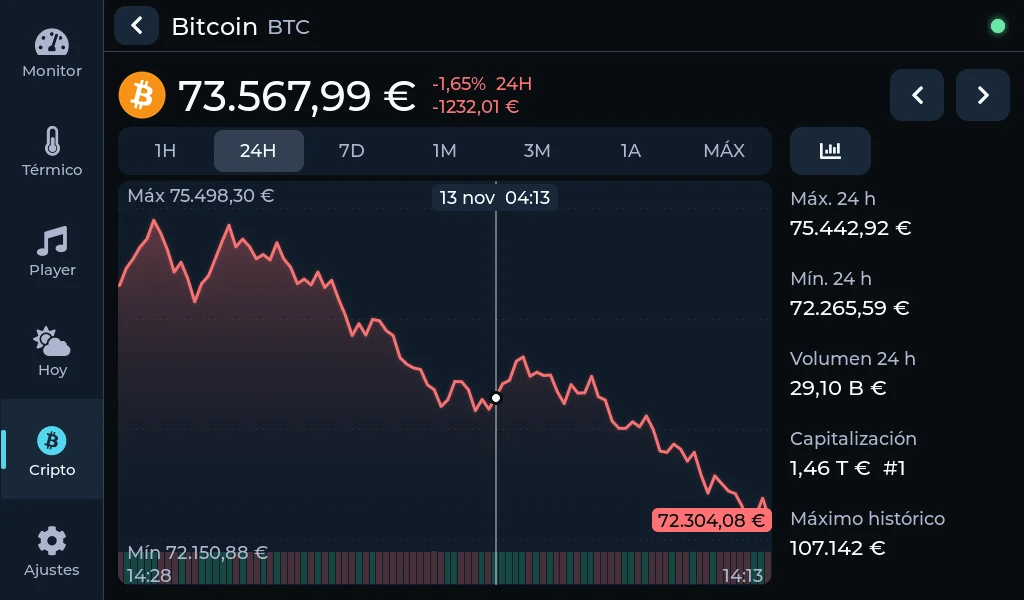 Bitcoin BTC
Monitor
Térmico
Player
Hoy
Cripto
Ajustes
73.567,99 €
-1,65% 24H
-1232,01 €
1H 24H 7D 1M 3M 1A MÁX
Máx 75.498,30 €
13 nov 04:13
72.304,08 €
Mín 72.150,88 €
14:28
14:13
Máx. 24 h
75.442,92 €
Mín. 24 h
72.265,59 €
Volumen 24 h
29,10 B €
Capitalización
1,46 T € #1
Máximo histórico
107.142 €